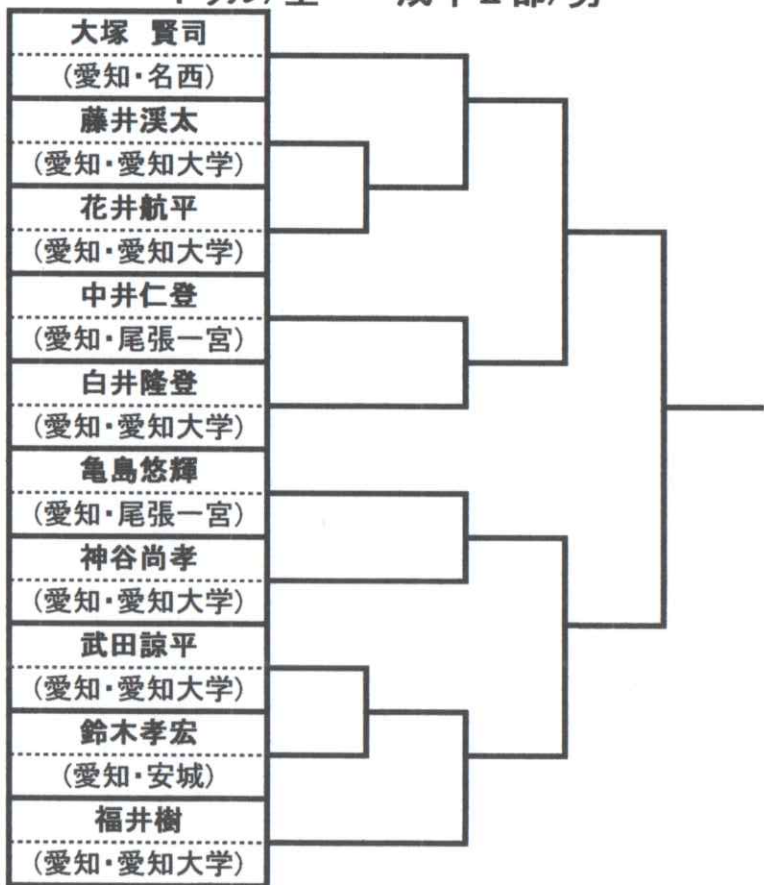 大塚 賢司
(愛知・名西)
藤井渓太
(愛知・愛知大学)
花井航平
(愛知・愛知大学)
中井仁登
(愛知・尾張一宮)
白井隆登
(愛知・愛知大学)
亀島悠輝
(愛知・尾張一宮)
神谷尚孝
(愛知・愛知大学)
武田諒平
(愛知・愛知大学)
鈴木孝宏
(愛知・安城)
福井樹
(愛知・愛知大学)